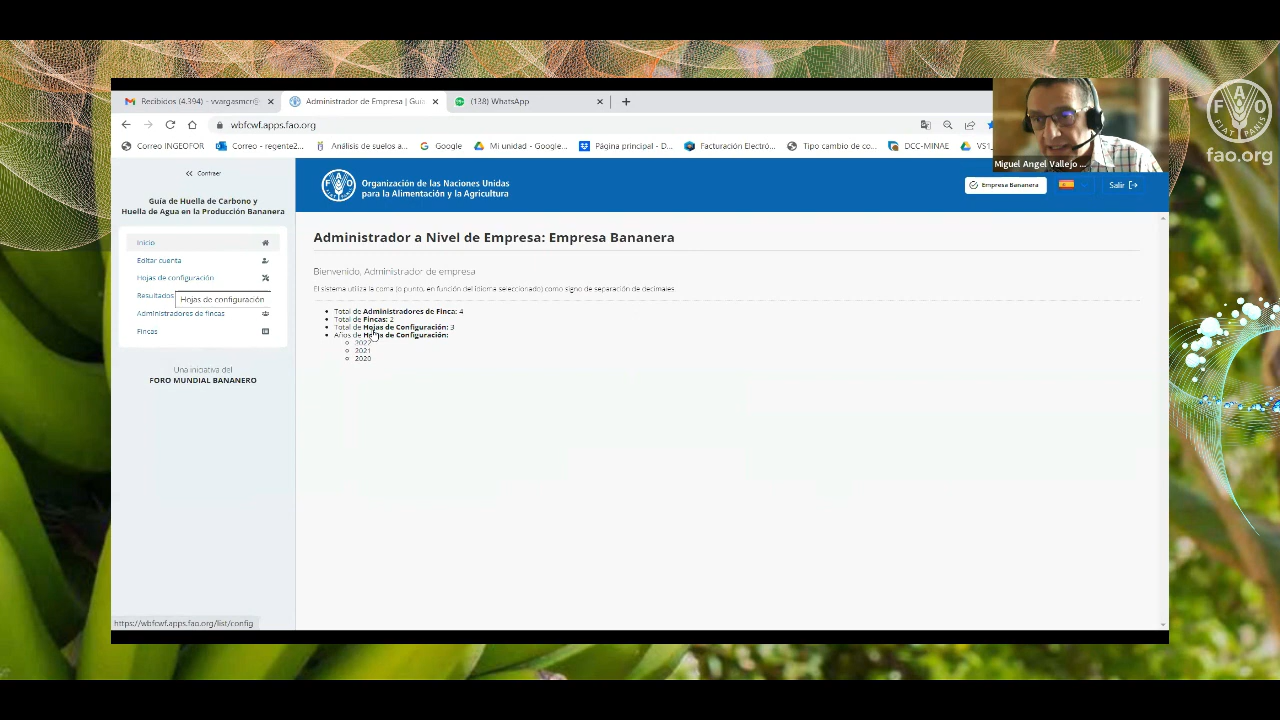 Recibidos (4.394) - vvargasmcr@
Administrador de Empresa | Guía
(138) WhatsApp
wbfcwf.apps.fao.org
Correo INGEOFOR
Correo - regente2...
Análisis de suelos a...
Google
Mi unidad - Google...
Página principal - D...
Facturación Electró...
Tipo cambio de co...
DCC-MINAE
VS1_
Miguel Angel Vallejo ...
FAO
FIAT PANIS
fao.org
Contraer
Guía de Huella de Carbono y
Huella de Agua en la Producción Bananera
Inicio
Editar cuenta
Hojas de configuración
Resultados
Hojas de configuración
Administradores de fincas
Fincas
Una iniciativa del
FORO MUNDIAL BANANERO
Organización de las Naciones Unidas
para la Alimentación y la Agricultura
Empresa Bananera
Salir
Administrador a Nivel de Empresa: Empresa Bananera
Bienvenido, Administrador de empresa
El sistema utiliza la coma (o punto, en función del idioma seleccionado) como signo de separación de decimales.
Total de Administradores de Finca: 4
Total de Fincas: 2
Total de Hojas de Configuración: 3
Años de Hojas de Configuración:
2022
2021
2020
https://wbfcwf.apps.fao.org/list/config